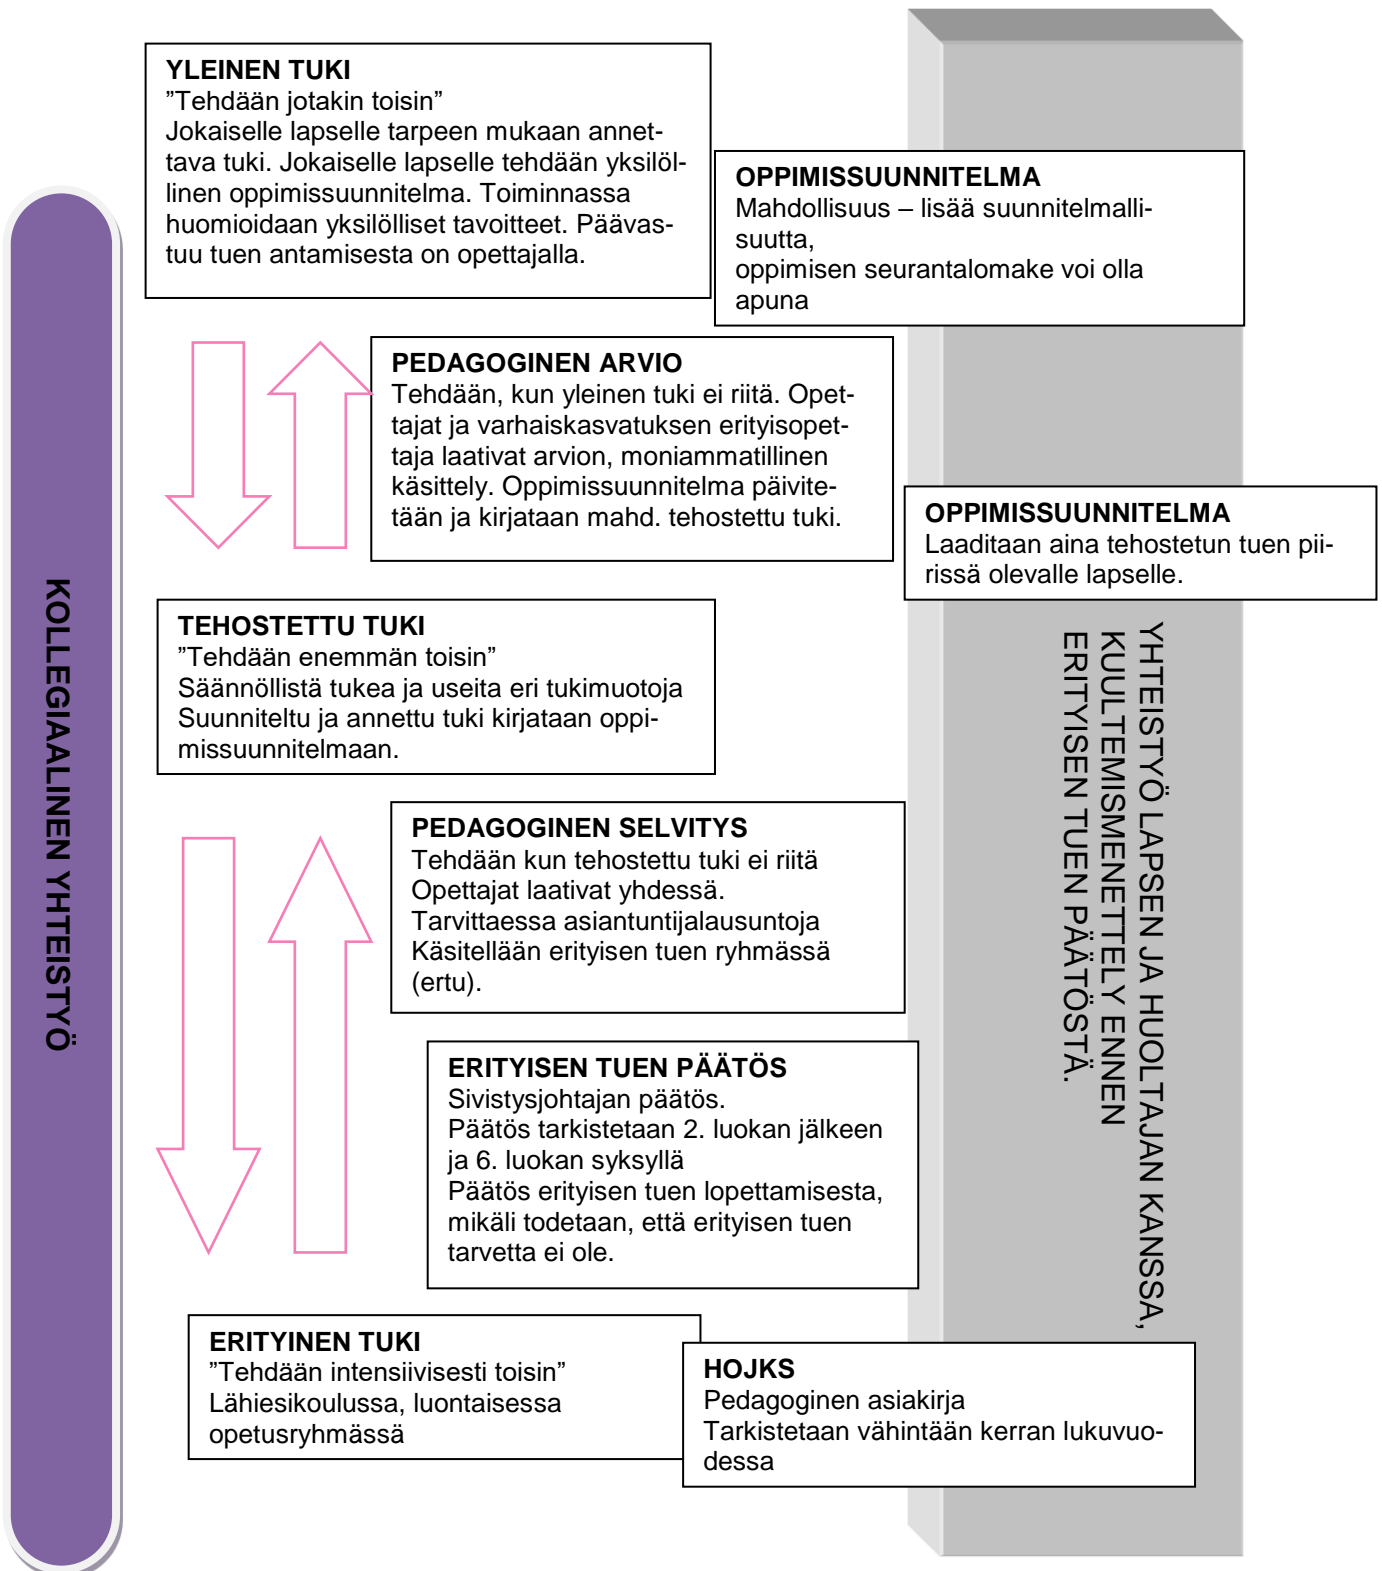 YLEINEN TUKI
”Tehdään jotakin toisin”
Jokaiselle lapselle tarpeen mukaan annet-
tava tuki. Jokaiselle lapselle tehdään yksilöl-
linen oppimissuunnitelma. Toiminnassa
huomioidaan yksilölliset tavoitteet. Päävas-
tuu tuen antamisesta on opettajalla.
OPPIMISSUUNNITELMA
Mahdollisuus – lisää suunnitelmalli-
suutta,
oppimisen seurantalomake voi olla
apuna
PEDAGOGINEN ARVIO
Tehdään, kun yleinen tuki ei riitä. Opet-
tajat ja varhaiskasvatuksen erityisopet-
taja laativat arvion, moniammatillinen
käsittely. Oppimissuunnitelma päivite-
tään ja kirjataan mahd. tehostettu tuki.
OPPIMISSUUNNITELMA
Laaditaan aina tehostetun tuen pii-
rissä olevalle lapselle.
TEHOSTETTU TUKI
”Tehdään enemmän toisin”
Säännöllistä tukea ja useita eri tukimuotoja
Suunniteltu ja annettu tuki kirjataan oppi-
missuunnitelmaan.
KOLLEGIAALINEN YHTEISTYÖ
YHTEISTYÖ LAPSEN JA HUOLTAJAN KANSSA,
KUULTEMISMENETTELY ENNEN
ERITYISEN TUEN PÄÄTÖSTÄ.
PEDAGOGINEN SELVITYS
Tehdään kun tehostettu tuki ei riitä
Opettajat laativat yhdessä.
Tarvittaessa asiantuntijalausuntoja
Käsitellään erityisen tuen ryhmässä
(ertu).
ERITYISEN TUEN PÄÄTÖS
Sivistysjohtajan päätös.
Päätös tarkistetaan 2. luokan jälkeen
ja 6. luokan syksyllä
Päätös erityisen tuen lopettamisesta,
mikäli todetaan, että erityisen tuen
tarvetta ei ole.
ERITYINEN TUKI
”Tehdään intensiivisesti toisin”
Lähiesikoulussa, luontaisessa
opetusryhmässä
HOJKS
Pedagoginen asiakirja
Tarkistetaan vähintään kerran lukuvuo-
dessa